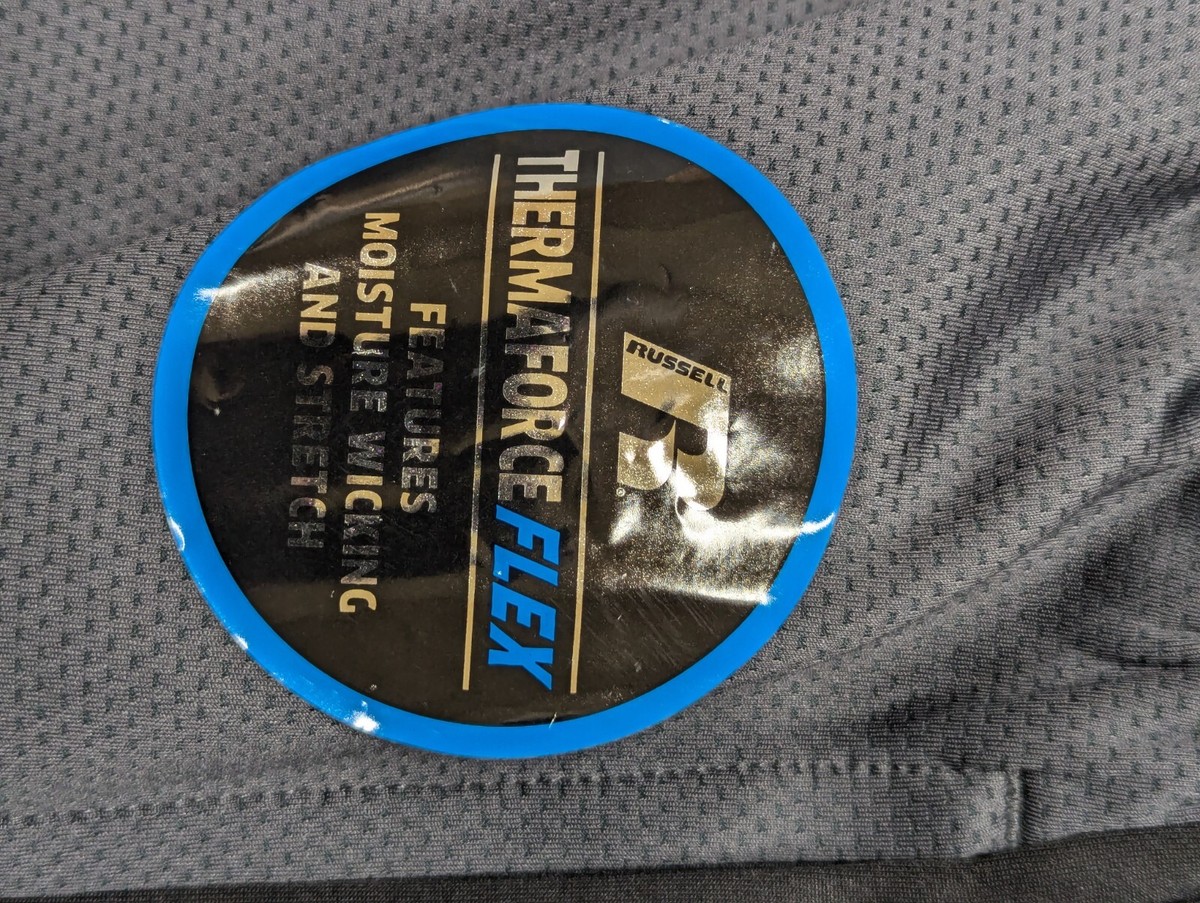 RUSSELL
R®
THERMAFORCE FLEX
FEATURES
MOISTURE WICKING
AND STRETCH